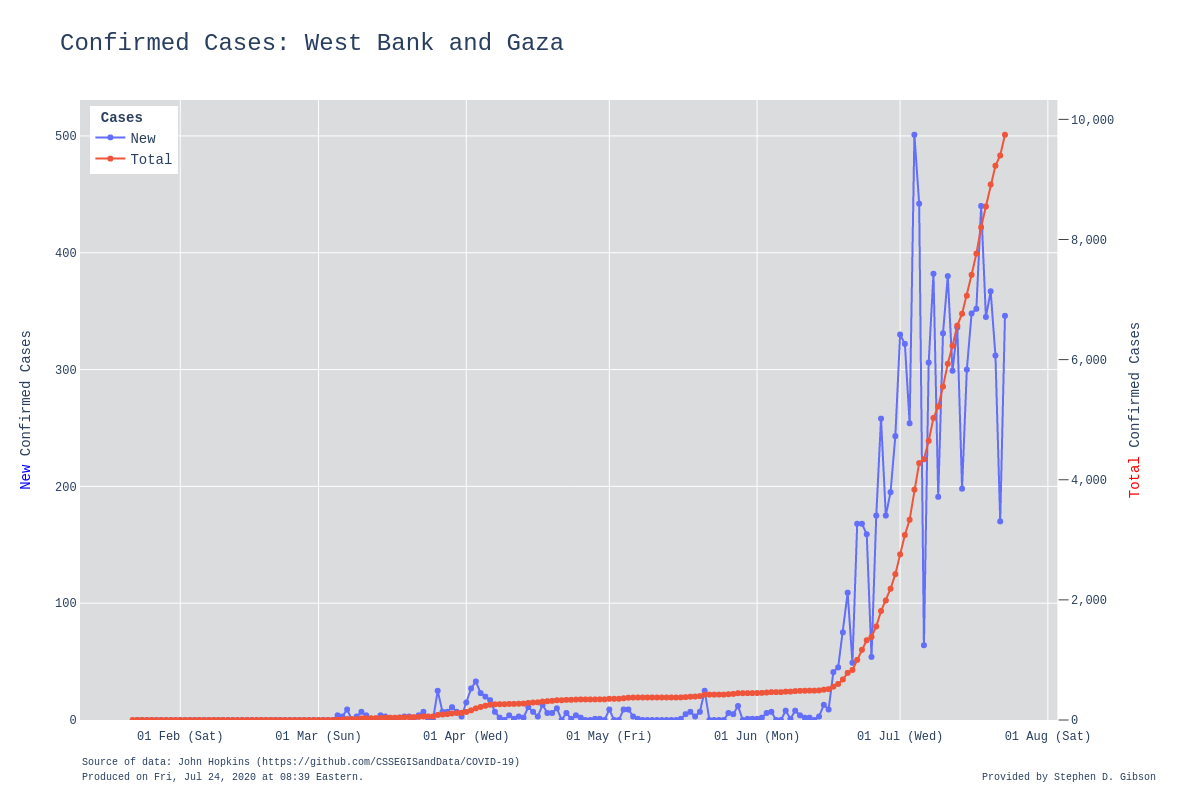 Confirmed Cases: West Bank and Gaza
Cases
New
Total
500
400
300
200
100
0
10,000
8,000
6,000
4,000
2,000
0
New Confirmed Cases
Total Confirmed Cases
01 Feb (Sat)
01 Mar (Sun)
01 Apr (Wed)
01 May (Fri)
01 Jun (Mon)
01 Jul (Wed)
01 Aug (Sat)
Source of data: John Hopkins (https://github.com/CSSEGISandData/COVID-19)
Produced on Fri, Jul 24, 2020 at 08:39 Eastern.
Provided by Stephen D. Gibson